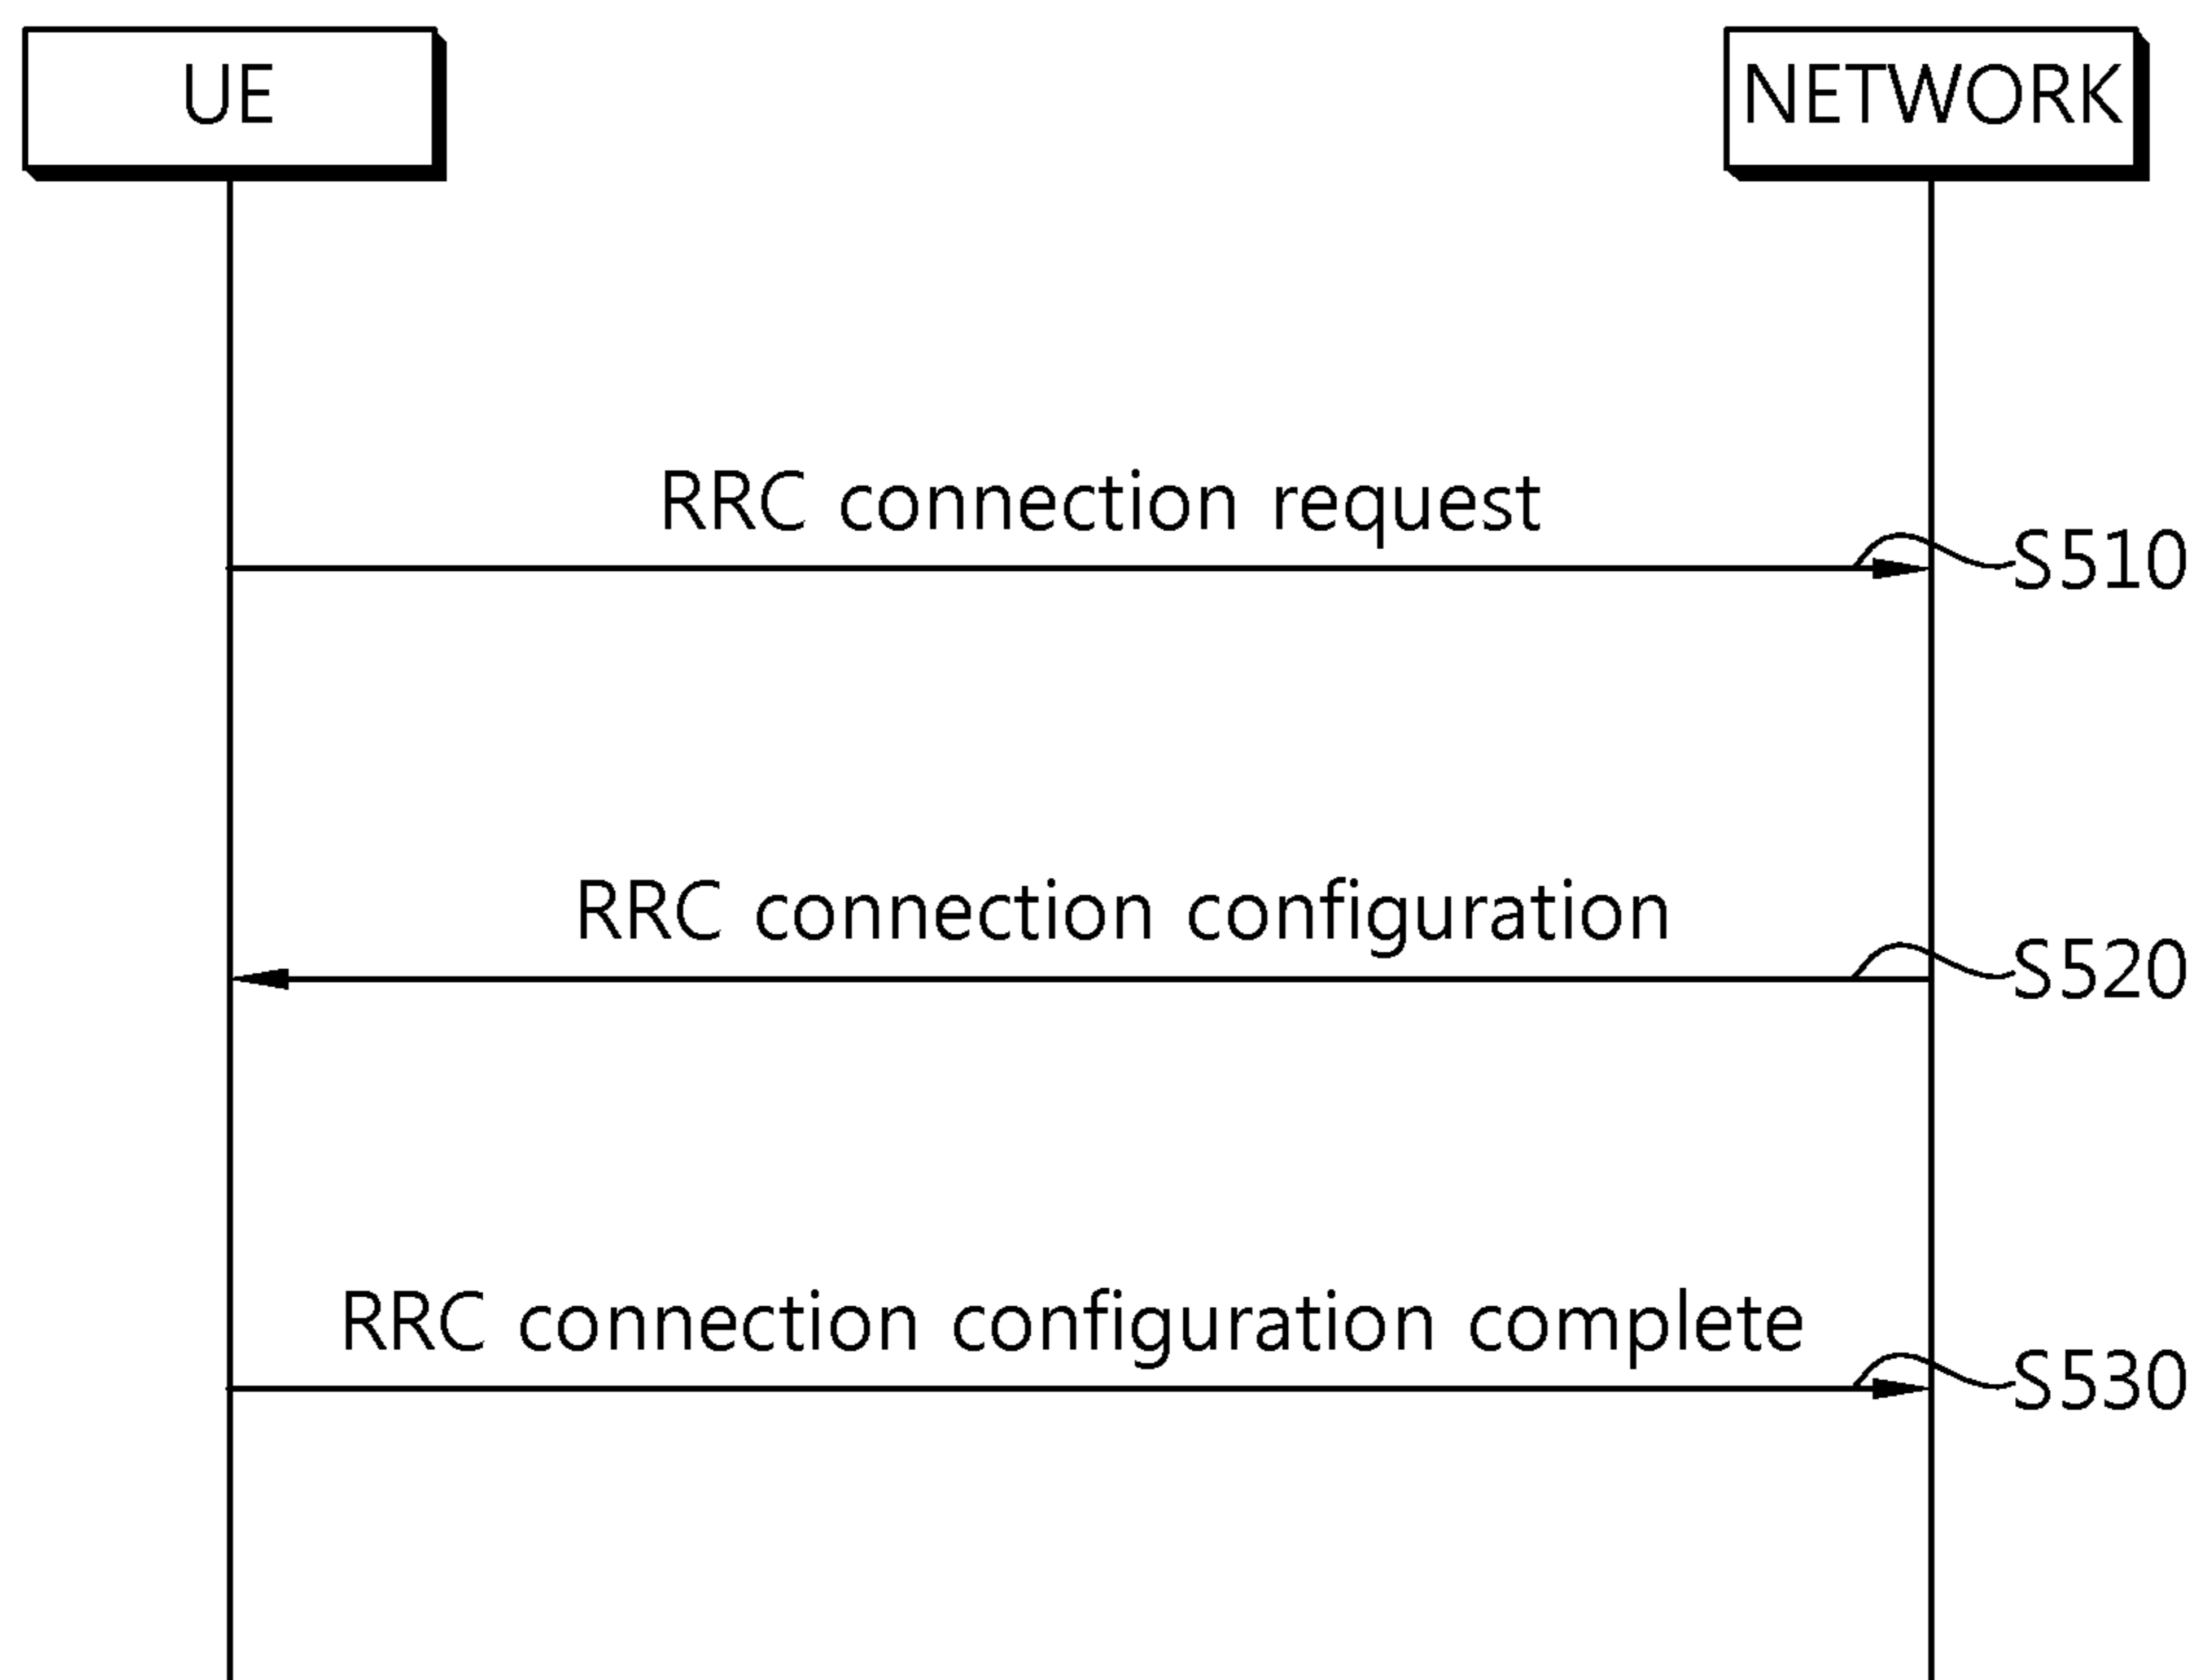 UE
NETWORK
RRC connection request
S510
RRC connection configuration
S520
RRC connection configuration complete
S530